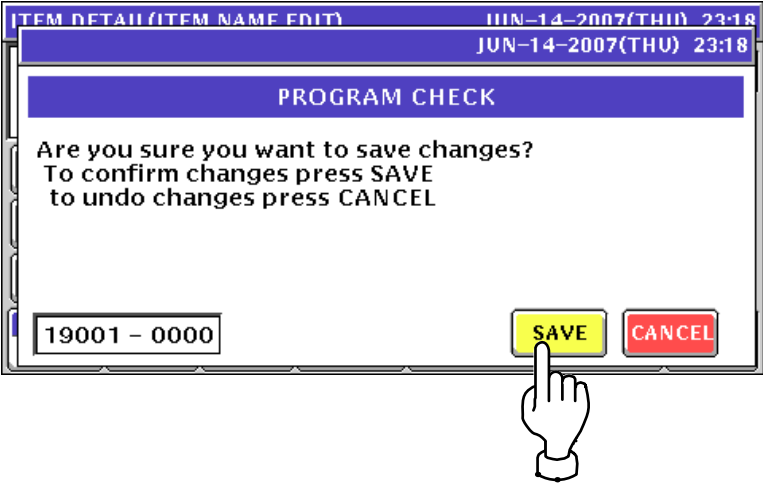 ITEM DETAIL(ITEM NAME EDIT) JUN-14-2007(THU) 23:18
JUN-14-2007(THU) 23:18
PROGRAM CHECK
Are you sure you want to save changes?
To confirm changes press SAVE
to undo changes press CANCEL
19001 - 0000 SAVE CANCEL